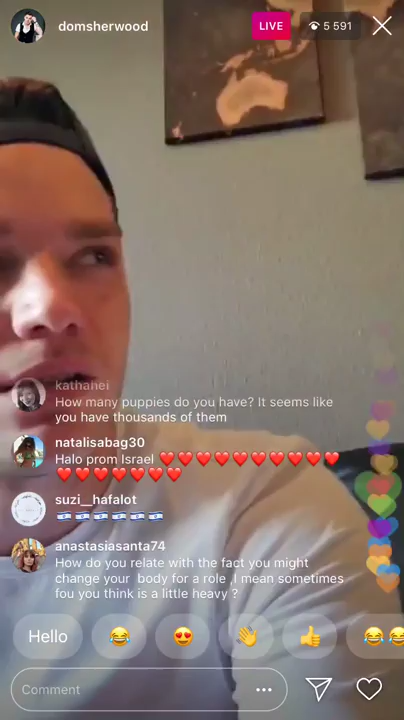 domsherwood
LIVE
5 591
kathahei
How many puppies do you have? It seems like
you have thousands of them
natalisabag30
Halo prom Israel ❤️❤️❤️❤️❤️❤️❤️❤️❤️❤️
❤️❤️❤️❤️❤️❤️❤️
suzi__hafalot
🇮🇱🇮🇱🇮🇱🇮🇱🇮🇱🇮🇱
anastasiasanta74
How do you relate with the fact you might
change your body for a role ,I mean sometimes
fou you think is a little heavy ?
Hello
Comment